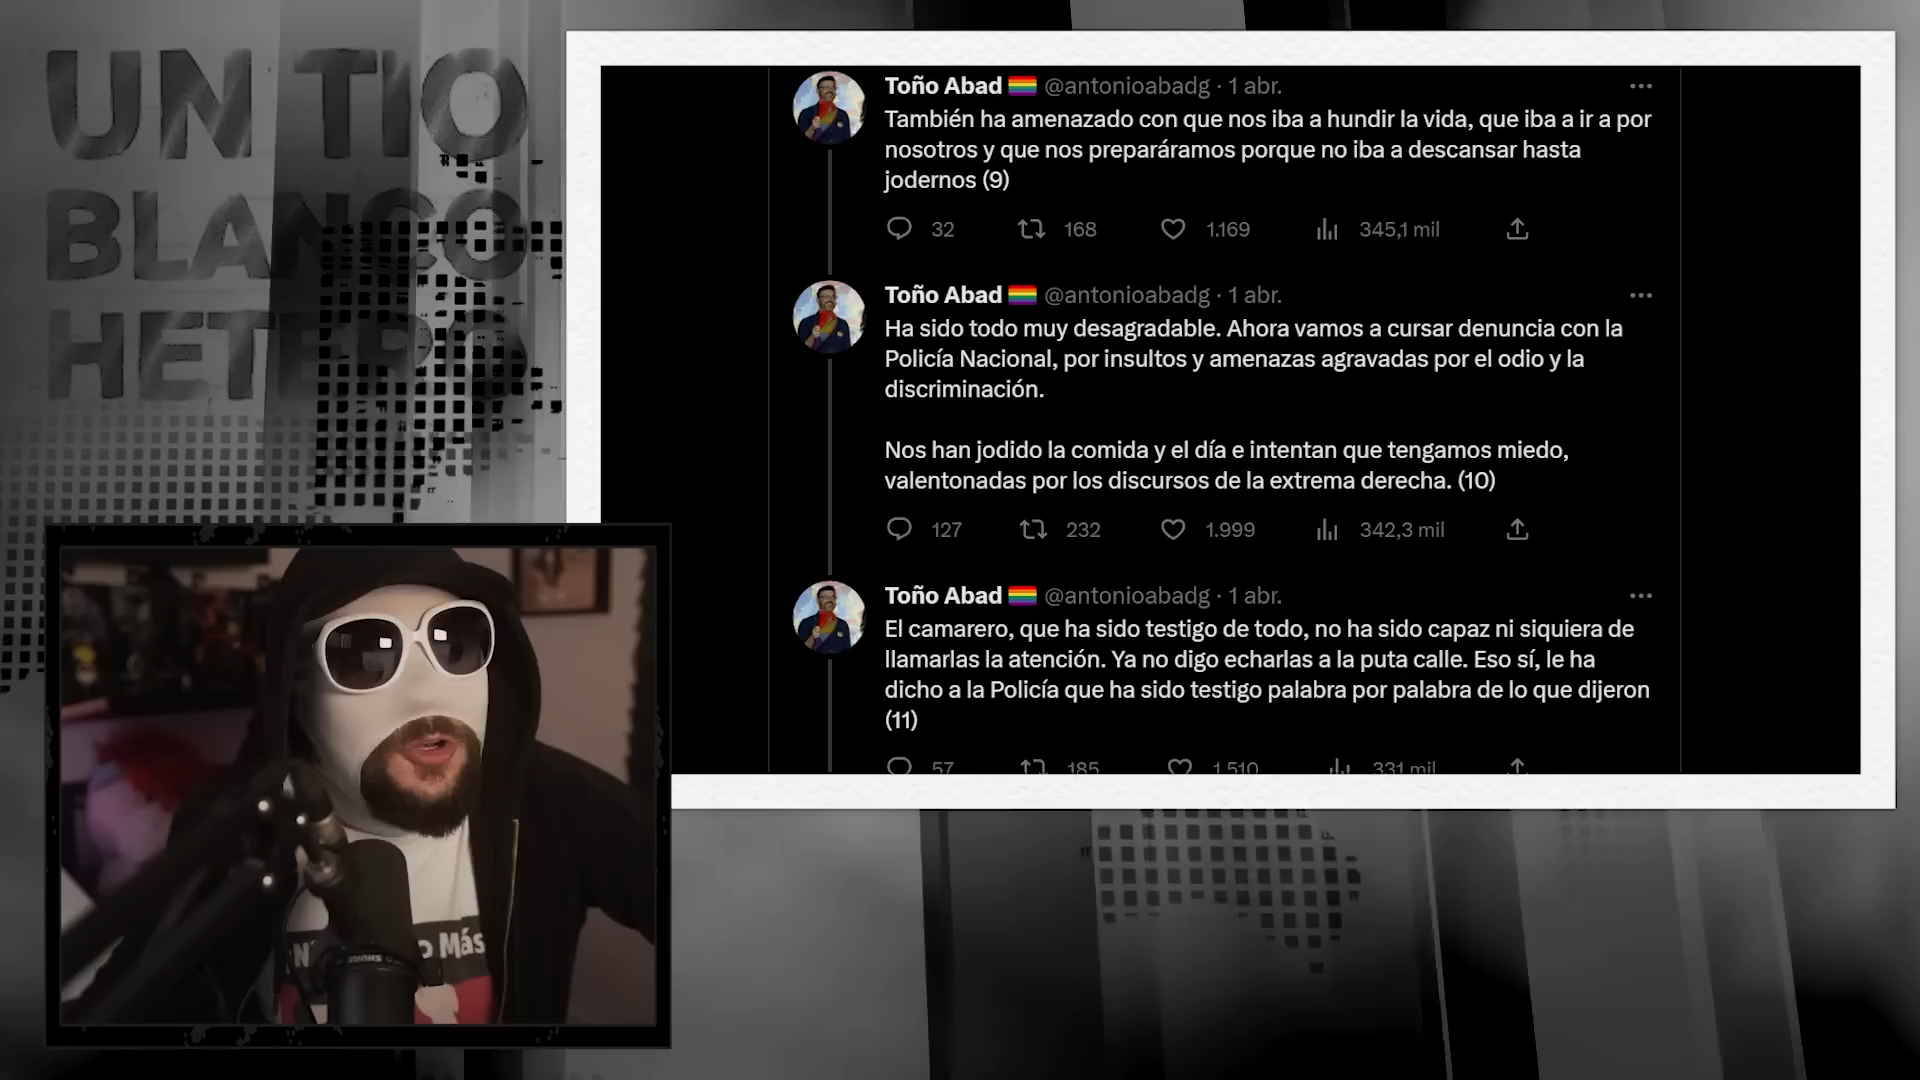 UN TIO
BLANCO
HETERO
Toño Abad @antonioabadg · 1 abr.
También ha amenazado con que nos iba a hundir la vida, que iba a ir a por
nosotros y que nos preparáramos porque no iba a descansar hasta
jodernos (9)
32 168 1.169 345,1 mil
Toño Abad @antonioabadg · 1 abr.
Ha sido todo muy desagradable. Ahora vamos a cursar denuncia con la
Policía Nacional, por insultos y amenazas agravadas por el odio y la
discriminación.
Nos han jodido la comida y el día e intentan que tengamos miedo,
valentonadas por los discursos de la extrema derecha. (10)
127 232 1.999 342,3 mil
Toño Abad @antonioabadg · 1 abr.
El camarero, que ha sido testigo de todo, no ha sido capaz ni siquiera de
llamarlas la atención. Ya no digo echarlas a la puta calle. Eso sí, le ha
dicho a la Policía que ha sido testigo palabra por palabra de lo que dijeron
(11)
57 185 1.510 331 mil
Más
SHURE